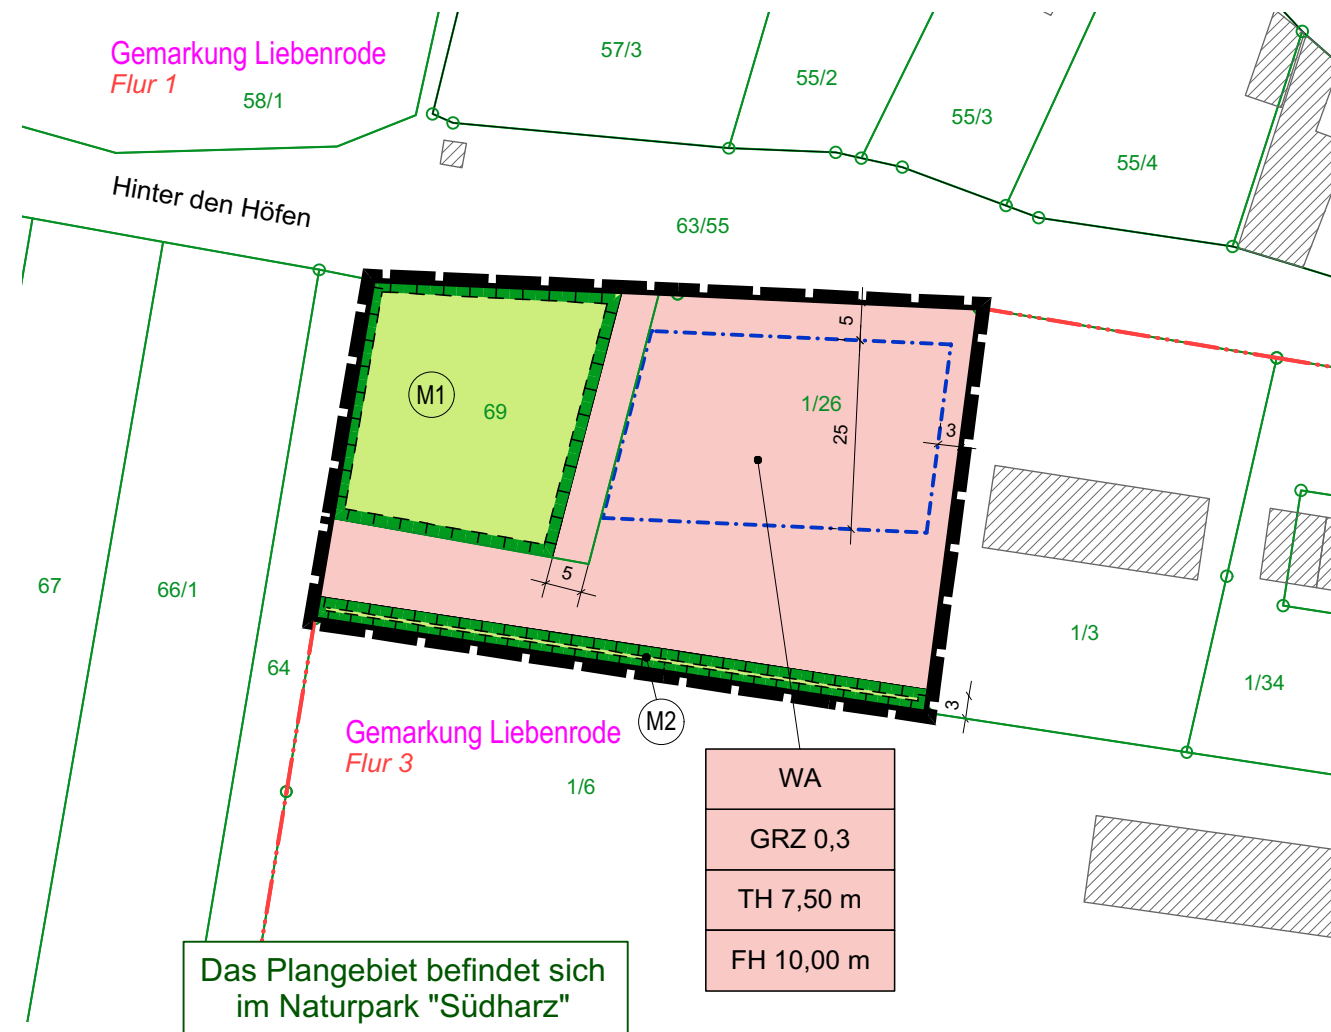 Gemarkung Liebenrode
Flur 1
58/1
57/3
55/2
55/3
55/4
Hinter den Höfen
63/55
M1
69
1/26
5
25
3
5
67
66/1
64
1/3
1/34
3
M2
Gemarkung Liebenrode
Flur 3
1/6
WA
GRZ 0,3
TH 7,50 m
FH 10,00 m
Das Plangebiet befindet sich
im Naturpark "Südharz"